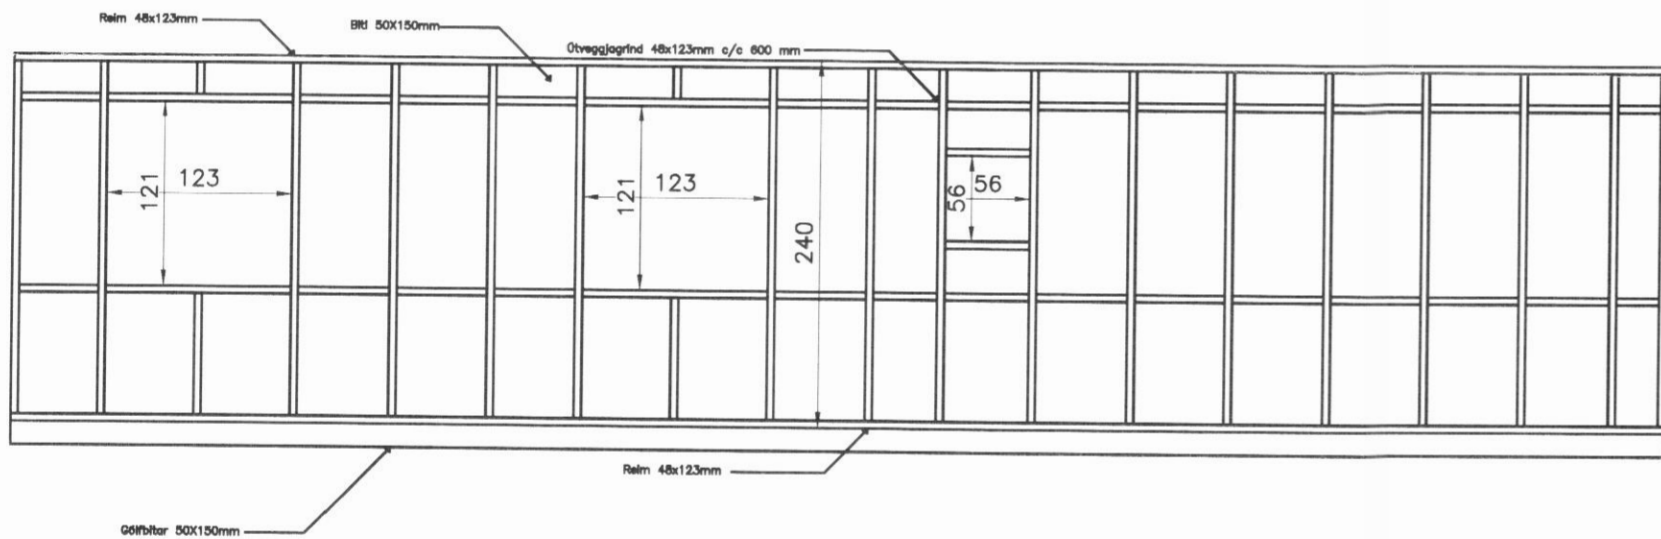 Reim 48x123mm
Biti 50X150mm
Útveggjagrind 48x123mm c/c 600 mm
121
123
121
123
240
56
56
Reim 48x123mm
Gólfbitar 50X150mm